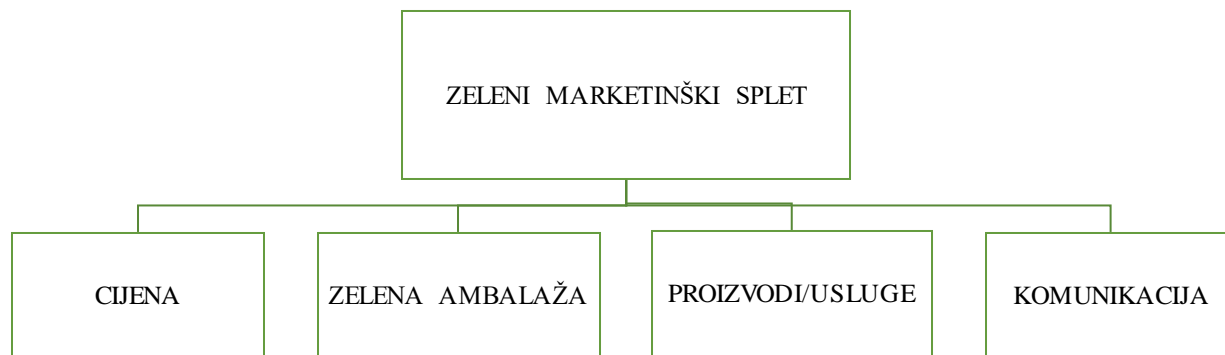 ZELENI MARKETINŠKI SPLET
CIJENA
ZELENA AMBALAŽA
PROIZVODI/USLUGE
KOMUNIKACIJA